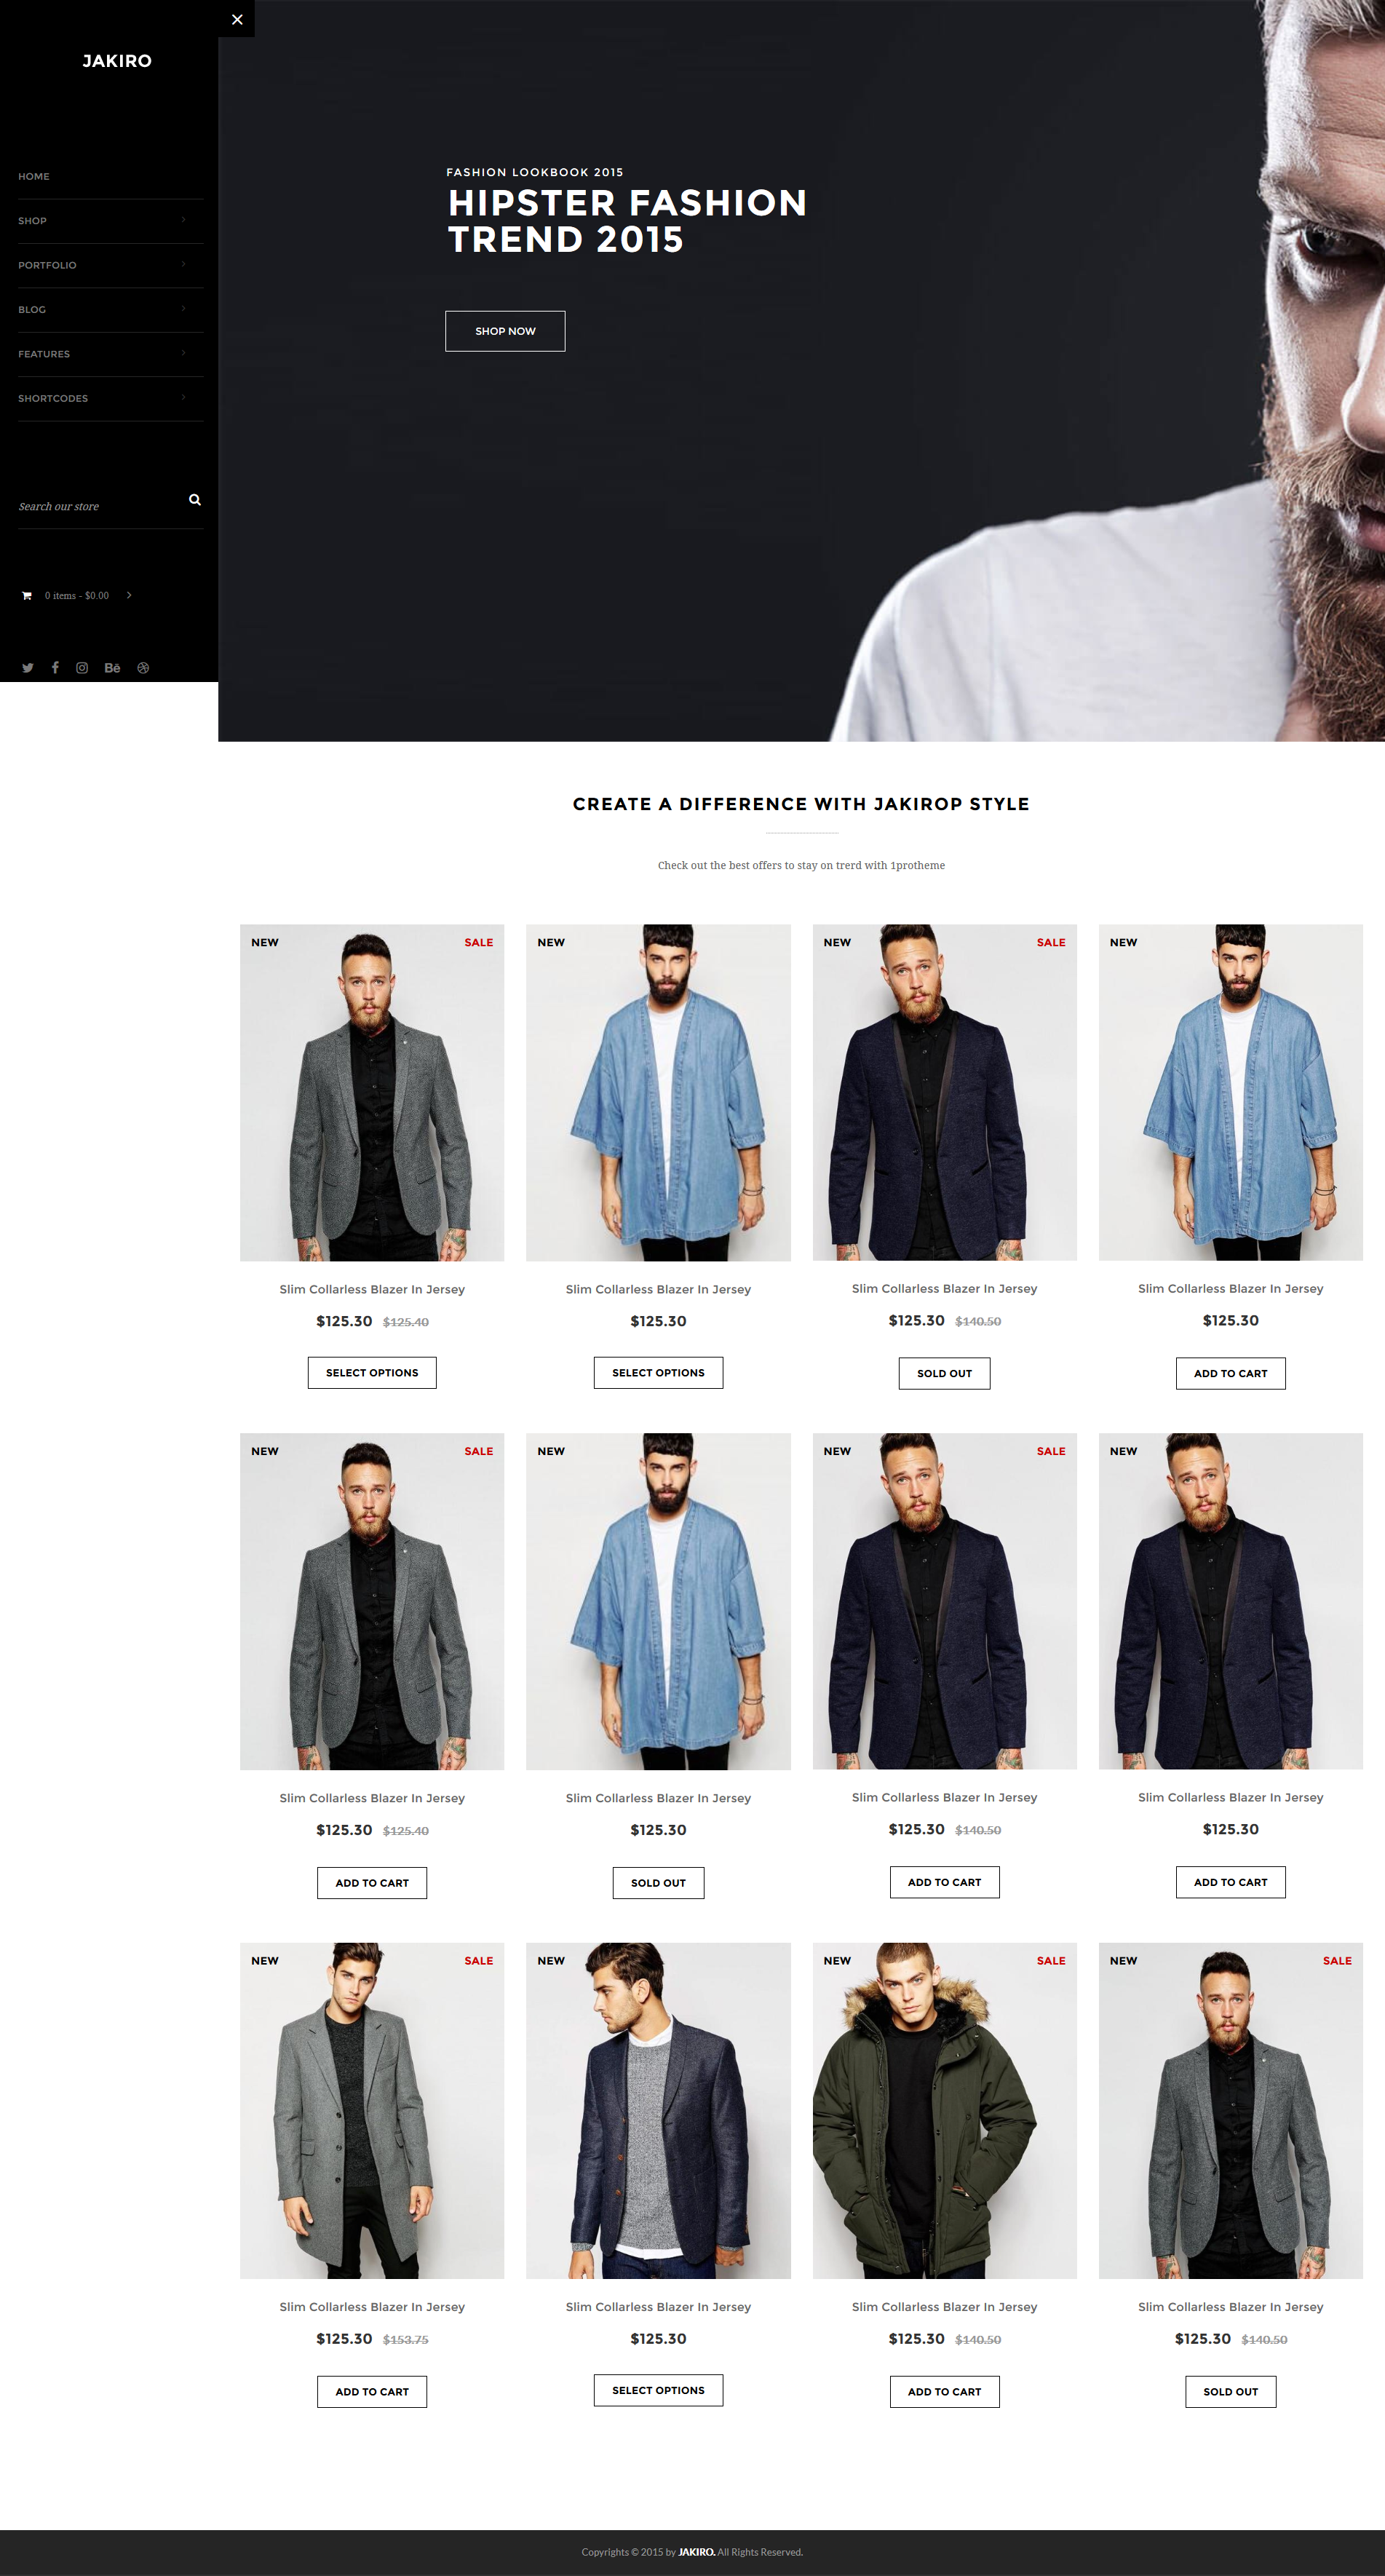 JAKIRO
HOME
SHOP
PORTFOLIO
BLOG
FEATURES
SHORTCODES
Search our store
0 items - $0.00
Bē
FASHION LOOKBOOK 2015
HIPSTER FASHION
TREND 2015
SHOP NOW
CREATE A DIFFERENCE WITH JAKIROP STYLE
Check out the best offers to stay on trerd with 1protheme
NEW SALE NEW NEW SALE NEW
Slim Collarless Blazer In Jersey Slim Collarless Blazer In Jersey Slim Collarless Blazer In Jersey Slim Collarless Blazer In Jersey
$125.30 $125.40 $125.30 $125.30 $140.50 $125.30
SELECT OPTIONS SELECT OPTIONS SOLD OUT ADD TO CART
NEW SALE NEW NEW SALE NEW
Slim Collarless Blazer In Jersey Slim Collarless Blazer In Jersey Slim Collarless Blazer In Jersey Slim Collarless Blazer In Jersey
$125.30 $125.40 $125.30 $125.30 $140.50 $125.30
ADD TO CART SOLD OUT ADD TO CART ADD TO CART
NEW SALE NEW NEW SALE NEW SALE
Slim Collarless Blazer In Jersey Slim Collarless Blazer In Jersey Slim Collarless Blazer In Jersey Slim Collarless Blazer In Jersey
$125.30 $153.75 $125.30 $125.30 $140.50 $125.30 $140.50
ADD TO CART SELECT OPTIONS ADD TO CART SOLD OUT
Copyrights © 2015 by JAKIRO. All Rights Reserved.